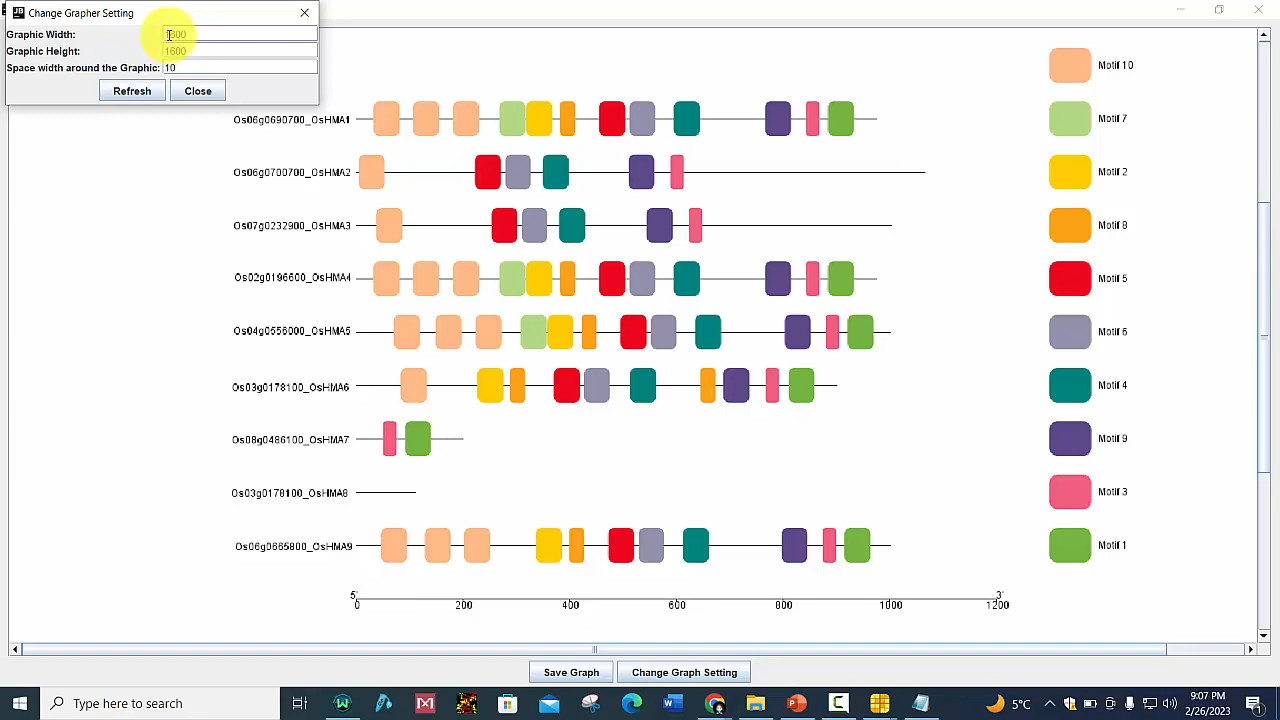 Change Grapher Setting
Graphic Width:
Graphic Height: 1600
Space width around the Graphic: 10
Refresh Close
Motif 10
Os06g0690700_OsHMA1 Motif 7
Os06g0700700_OsHMA2 Motif 2
Os07g0232900_OsHMA3 Motif 8
Os02g0196600_OsHMA4 Motif 5
Os04g0556000_OsHMA5 Motif 6
Os03g0178100_OsHMA6 Motif 4
Os08g0486100_OsHMA7 Motif 9
Os03g0178100_OsHMA8 Motif 3
Os06g0665800_OsHMA9 Motif 1
5' 3'
0 200 400 600 800 1000 1200
Save Graph Change Graph Setting
Type here to search 5°C 9:07 PM
2/26/2023